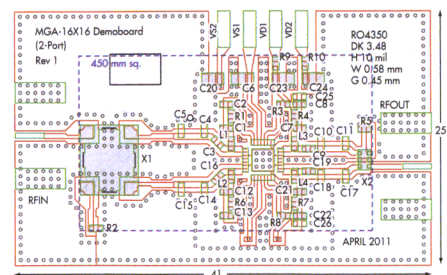 MGA-16X16 Demoboard
(2-Port)
Rev 1
450 mm sq.
VS2
VS1
VD1
VD2
RO4350
DK 3.48
H 10 mil
W 0.58 mm
G 0.45 mm
R9
R10
C20
C6
C23
C24
C25
C8
C2
R1
C1
R3
R4
C7
C5
C4
L1
L3
C10
C11
R5
RFOUT
25
X1
C3
C16
C9
C19
X2
L2
C12
C21
L4
C18
C17
RFIN
C15
C14
R6
C13
R7
C22
C26
R8
R2
APRIL 2011
41